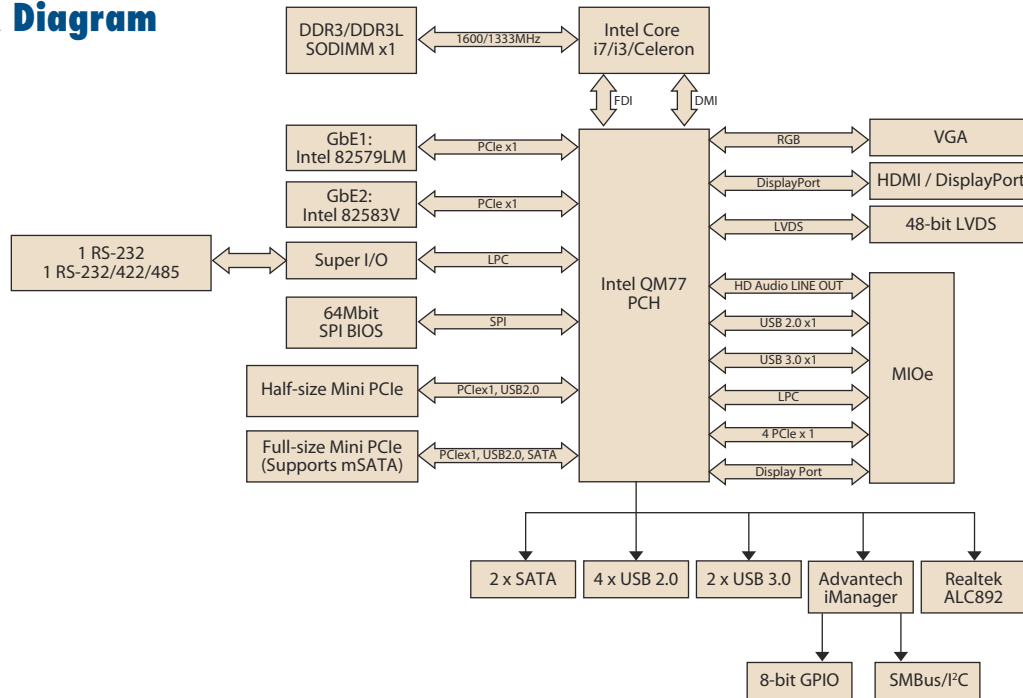 Diagram
DDR3/DDR3L
SODIMM x1
1600/1333MHz
Intel Core
i7/i3/Celeron
FDI
DMI
GbE1:
Intel 82579LM
PCIe x1
GbE2:
Intel 82583V
PCIe x1
1 RS-232
1 RS-232/422/485
Super I/O
LPC
64Mbit
SPI BIOS
SPI
Half-size Mini PCIe
PCIex1, USB2.0
Full-size Mini PCIe
(Supports mSATA)
PCIex1, USB2.0, SATA
Intel QM77
PCH
RGB
VGA
DisplayPort
HDMI / DisplayPort
LVDS
48-bit LVDS
HD Audio LINE OUT
USB 2.0 x1
USB 3.0 x1
LPC
4 PCIe x 1
Display Port
MIOe
2 x SATA
4 x USB 2.0
2 x USB 3.0
Advantech
iManager
Realtek
ALC892
8-bit GPIO
SMBus/I²C